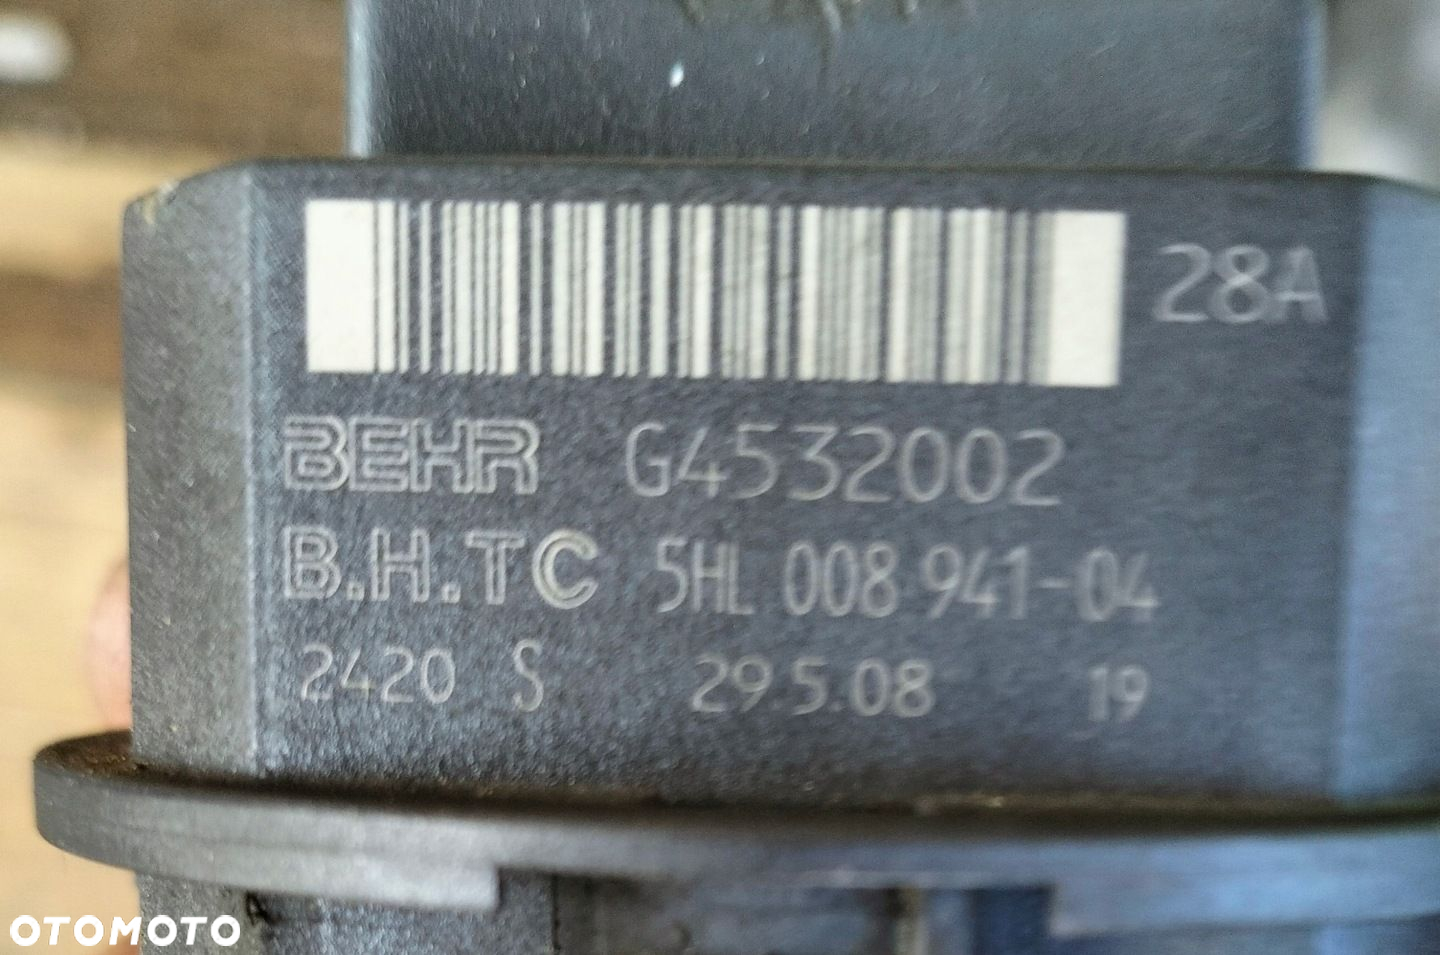 28A
BEHR G4532002
B.H.TC 5HL 008 941-04
2420 S 29.5.08 19
OTOMOTO